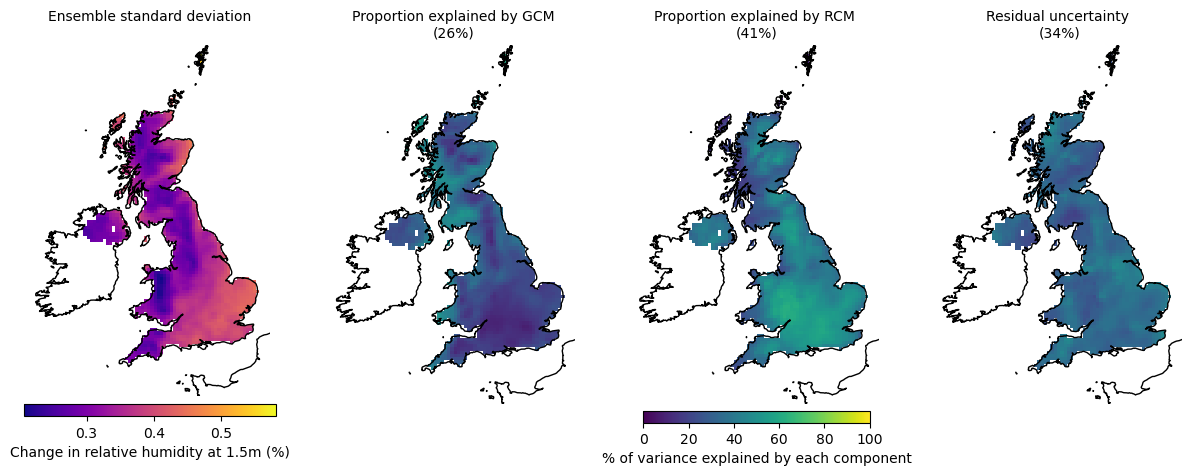 Ensemble standard deviation
Proportion explained by GCM
(26%)
Proportion explained by RCM
(41%)
Residual uncertainty
(34%)
0.3 0.4 0.5
Change in relative humidity at 1.5m (%)
0 20 40 60 80 100
% of variance explained by each component